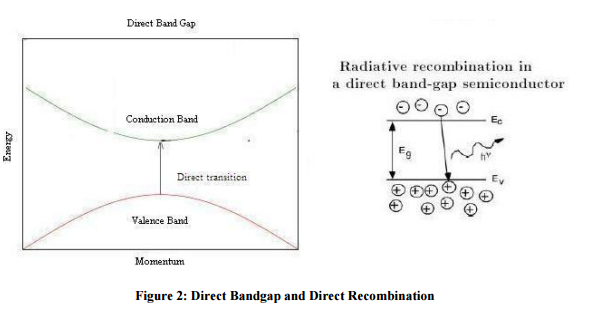 Direct Band Gap
Conduction Band
Direct transition
Valence Band
Energy
Momentum
Radiative recombination in
a direct band-gap semiconductor
Ec
Eg
hν
Ev
Figure 2: Direct Bandgap and Direct Recombination